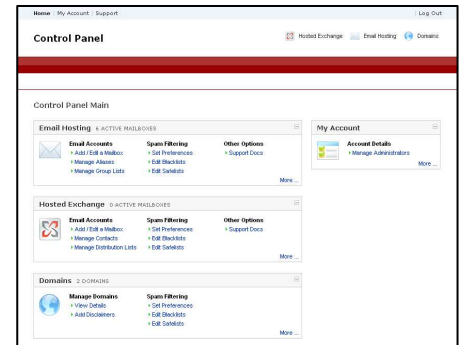 Home | My Account | Support
| Log Out
Control Panel
Hosted Exchange
Email Hosting
Domains
Control Panel Main
Email Hosting 6 ACTIVE MAILBOXES
Email Accounts
Add / Edit a Mailbox
Manage Aliases
Manage Group Lists
Spam Filtering
Set Preferences
Edit Blacklists
Edit Safelists
Other Options
Support Docs
More ...
My Account
Account Details
Manage Administrators
More ...
Hosted Exchange 0 ACTIVE MAILBOXES
Email Accounts
Add / Edit a Mailbox
Manage Contacts
Manage Distribution Lists
Spam Filtering
Set Preferences
Edit Blacklists
Edit Safelists
Other Options
Support Docs
More ...
Domains 2 DOMAINS
Manage Domains
View Details
Add Disclaimers
Spam Filtering
Set Preferences
Edit Blacklists
Edit Safelists
More ...